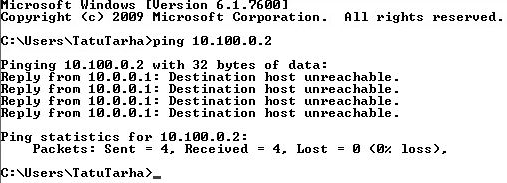 Microsoft Windows [Version 6.1.7600]
Copyright (c) 2009 Microsoft Corporation.  All rights reserved.
C:\Users\TatuTarha>ping 10.100.0.2
Pinging 10.100.0.2 with 32 bytes of data:
Reply from 10.0.0.1: Destination host unreachable.
Reply from 10.0.0.1: Destination host unreachable.
Reply from 10.0.0.1: Destination host unreachable.
Reply from 10.0.0.1: Destination host unreachable.
Ping statistics for 10.100.0.2:
    Packets: Sent = 4, Received = 4, Lost = 0 (0% loss),
C:\Users\TatuTarha>_